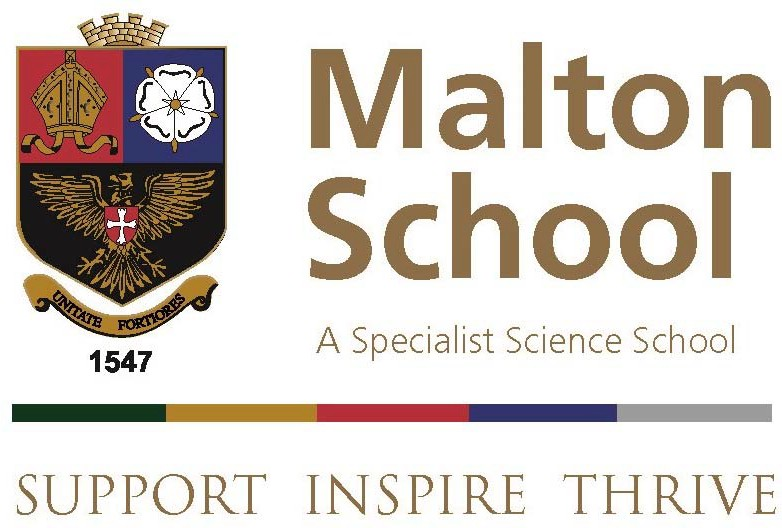 Malton
School
A Specialist Science School
UNITATE FORTIORES
1547
SUPPORT INSPIRE THRIVE